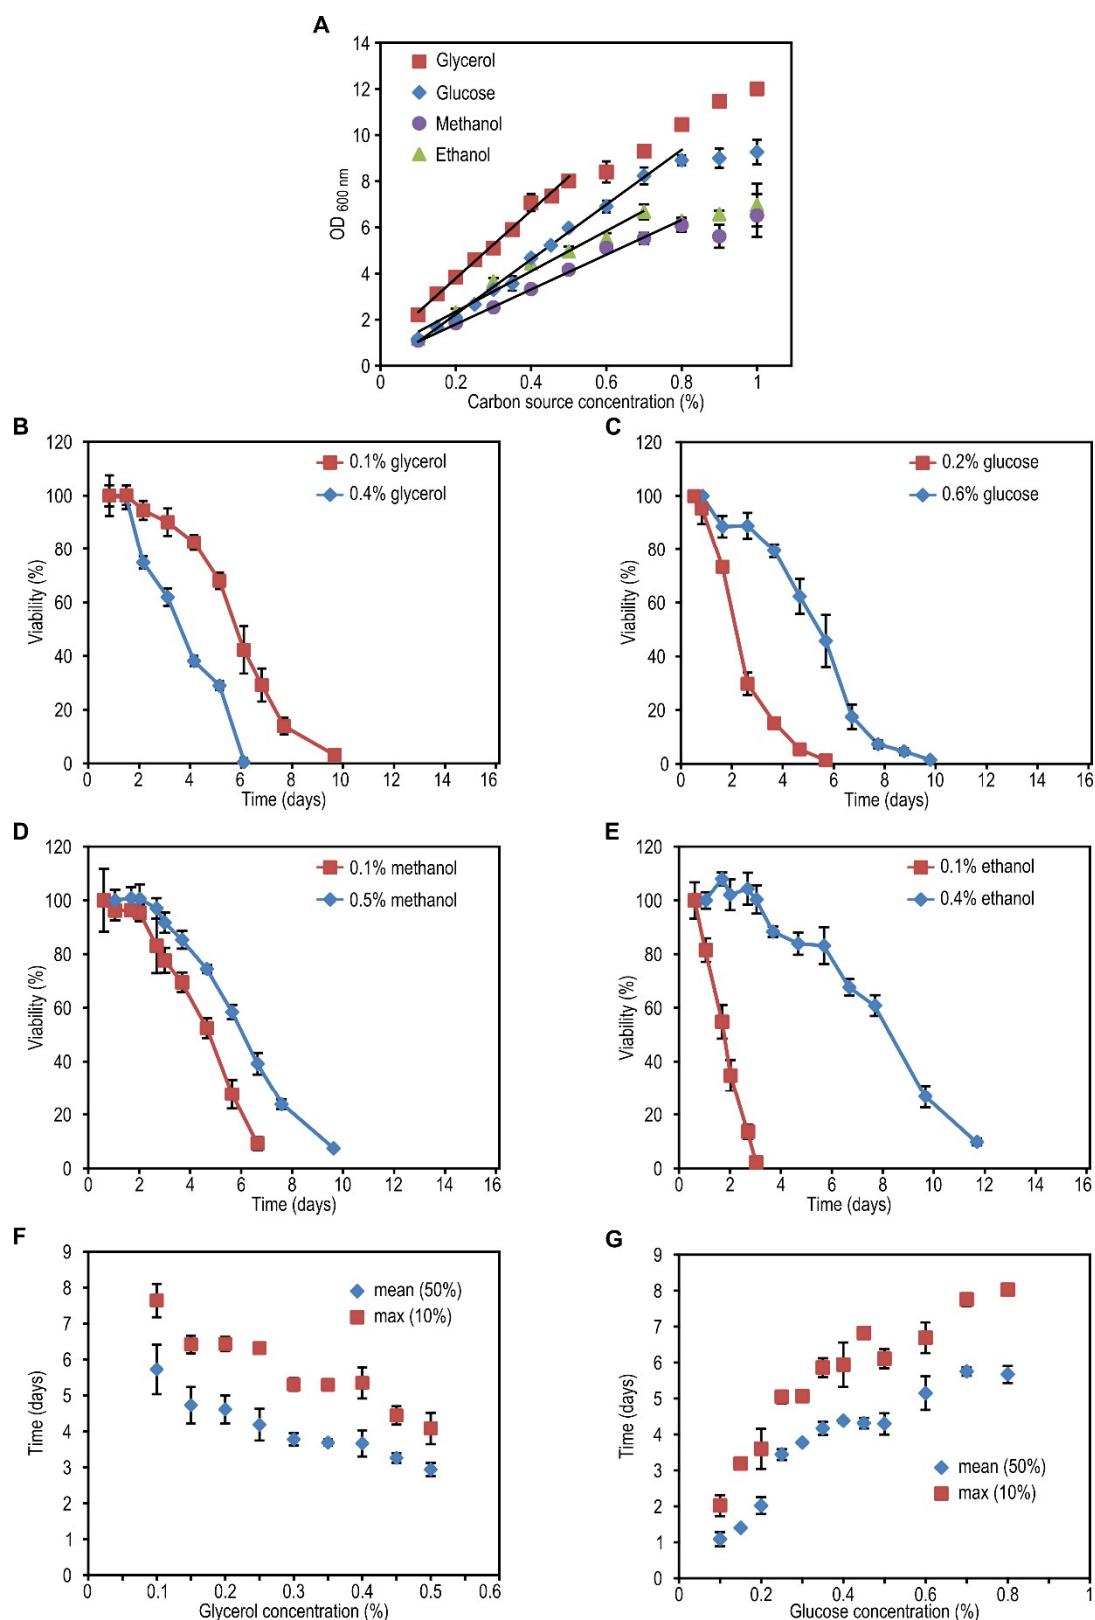 A
14
12
10
8
6
4
2
0
OD 600 nm
Glycerol
Glucose
Methanol
Ethanol
0 0.2 0.4 0.6 0.8 1
Carbon source concentration (%)
B
120
100
80
60
40
20
0
Viability (%)
0.1% glycerol
0.4% glycerol
0 2 4 6 8 10 12 14 16
Time (days)
C
120
100
80
60
40
20
0
Viability (%)
0.2% glucose
0.6% glucose
0 2 4 6 8 10 12 14 16
Time (days)
D
120
100
80
60
40
20
0
Viability (%)
0.1% methanol
0.5% methanol
0 2 4 6 8 10 12 14 16
Time (days)
E
120
100
80
60
40
20
0
Viability (%)
0.1% ethanol
0.4% ethanol
0 2 4 6 8 10 12 14 16
Time (days)
F
9
8
7
6
5
4
3
2
1
0
Time (days)
mean (50%)
max (10%)
0 0.1 0.2 0.3 0.4 0.5 0.6
Glycerol concentration (%)
G
9
8
7
6
5
4
3
2
1
0
Time (days)
mean (50%)
max (10%)
0 0.2 0.4 0.6 0.8 1
Glucose concentration (%)